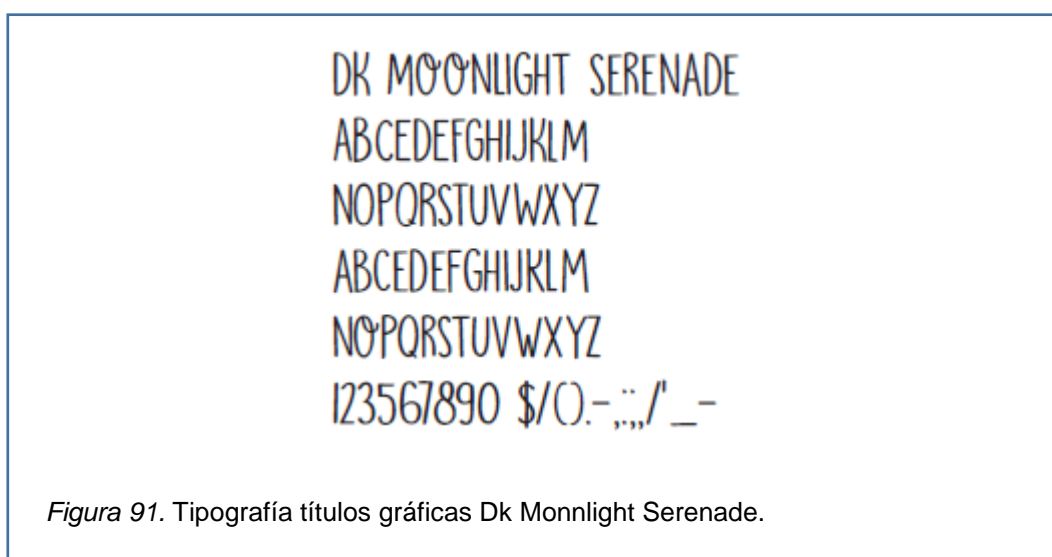 DK MOONLIGHT SERENADE
ABCEDEFGHIJKLM
NOPQRSTUVWXYZ
ABCEDEFGHIJKLM
NOPQRSTUVWXYZ
123567890 $/().-,:;,/'_-
Figura 91. Tipografía títulos gráficas Dk Monnlight Serenade.